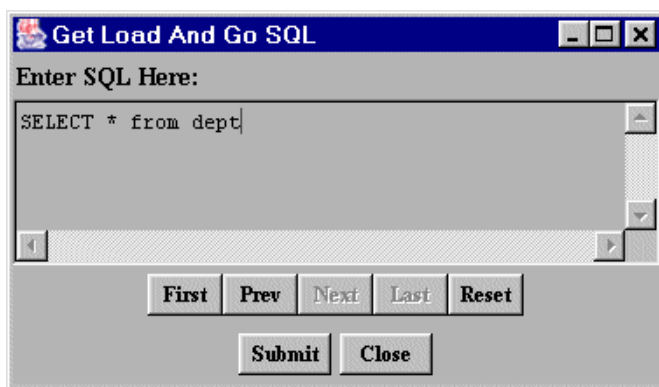 Get Load And Go SQL
Enter SQL Here:
SELECT * from dept
First Prev Next Last Reset
Submit Close